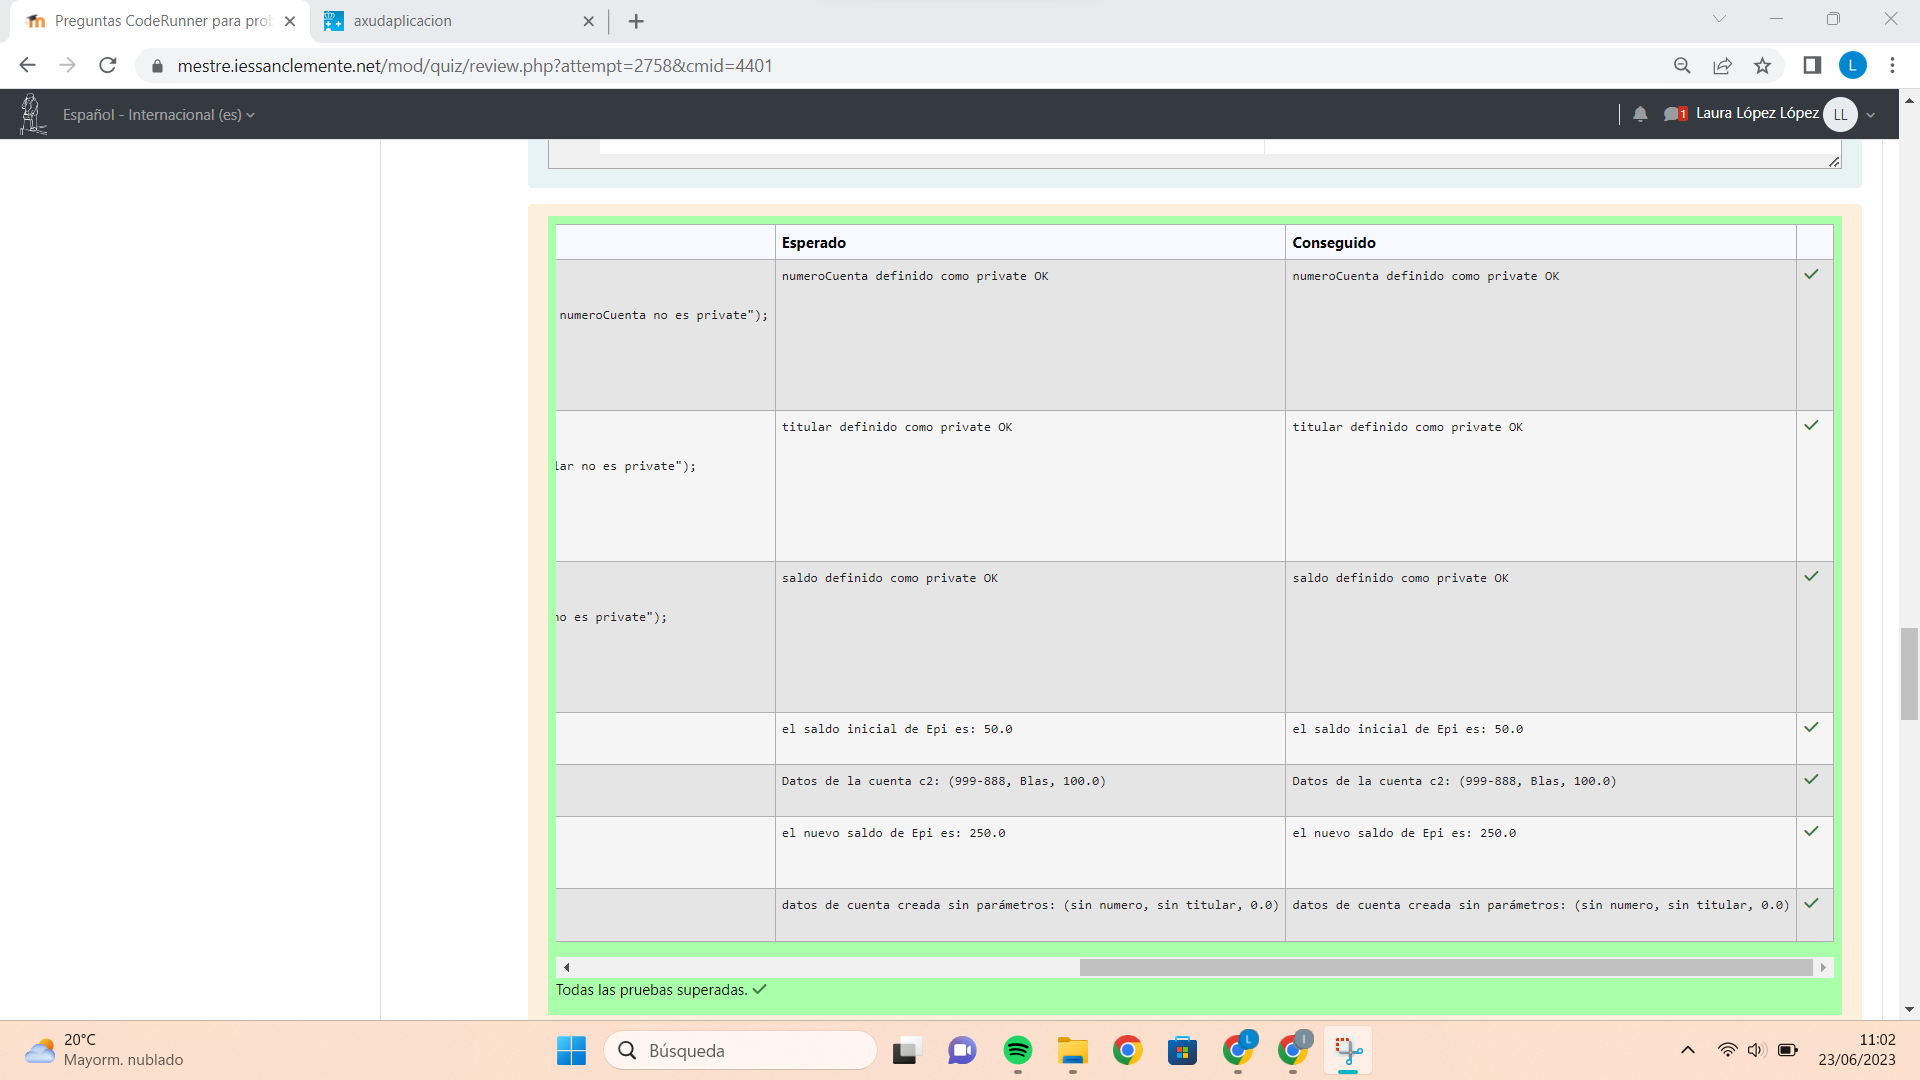 Preguntas CodeRunner para prob
axudaplicacion
mestre.iessanclemente.net/mod/quiz/review.php?attempt=2758&cmid=4401
L
Español - Internacional (es)
1
Laura López López
LL
Esperado
Conseguido
numeroCuenta definido como private OK
numeroCuenta definido como private OK
numeroCuenta no es private");
titular definido como private OK
titular definido como private OK
lar no es private");
saldo definido como private OK
saldo definido como private OK
no es private");
el saldo inicial de Epi es: 50.0
el saldo inicial de Epi es: 50.0
Datos de la cuenta c2: (999-888, Blas, 100.0)
Datos de la cuenta c2: (999-888, Blas, 100.0)
el nuevo saldo de Epi es: 250.0
el nuevo saldo de Epi es: 250.0
datos de cuenta creada sin parámetros: (sin numero, sin titular, 0.0)
datos de cuenta creada sin parámetros: (sin numero, sin titular, 0.0)
Todas las pruebas superadas.
20°C
Mayorm. nublado
Búsqueda
L
I
11:02
23/06/2023